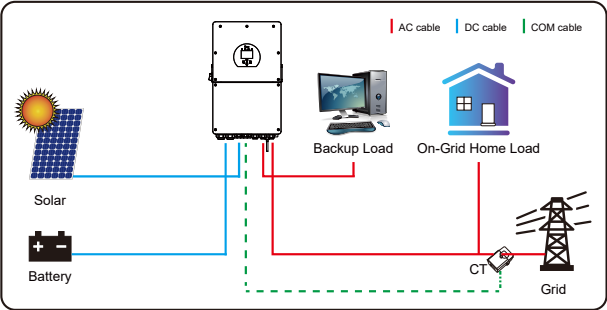 AC cable
DC cable
COM cable
Backup Load
On-Grid Home Load
Solar
Battery
CT
Grid